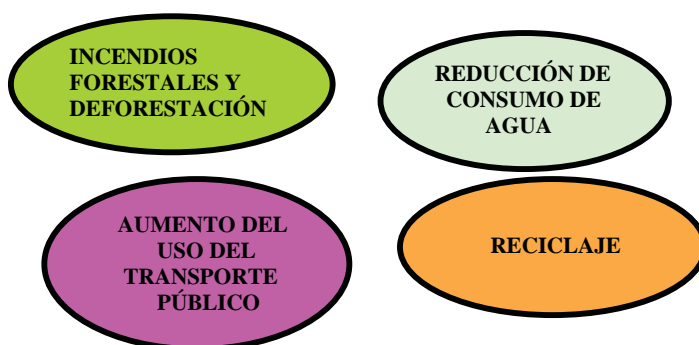 INCENDIOS
FORESTALES Y
DEFORESTACIÓN
REDUCCIÓN DE
CONSUMO DE
AGUA
AUMENTO DEL
USO DEL
TRANSPORTE
PÚBLICO
RECICLAJE